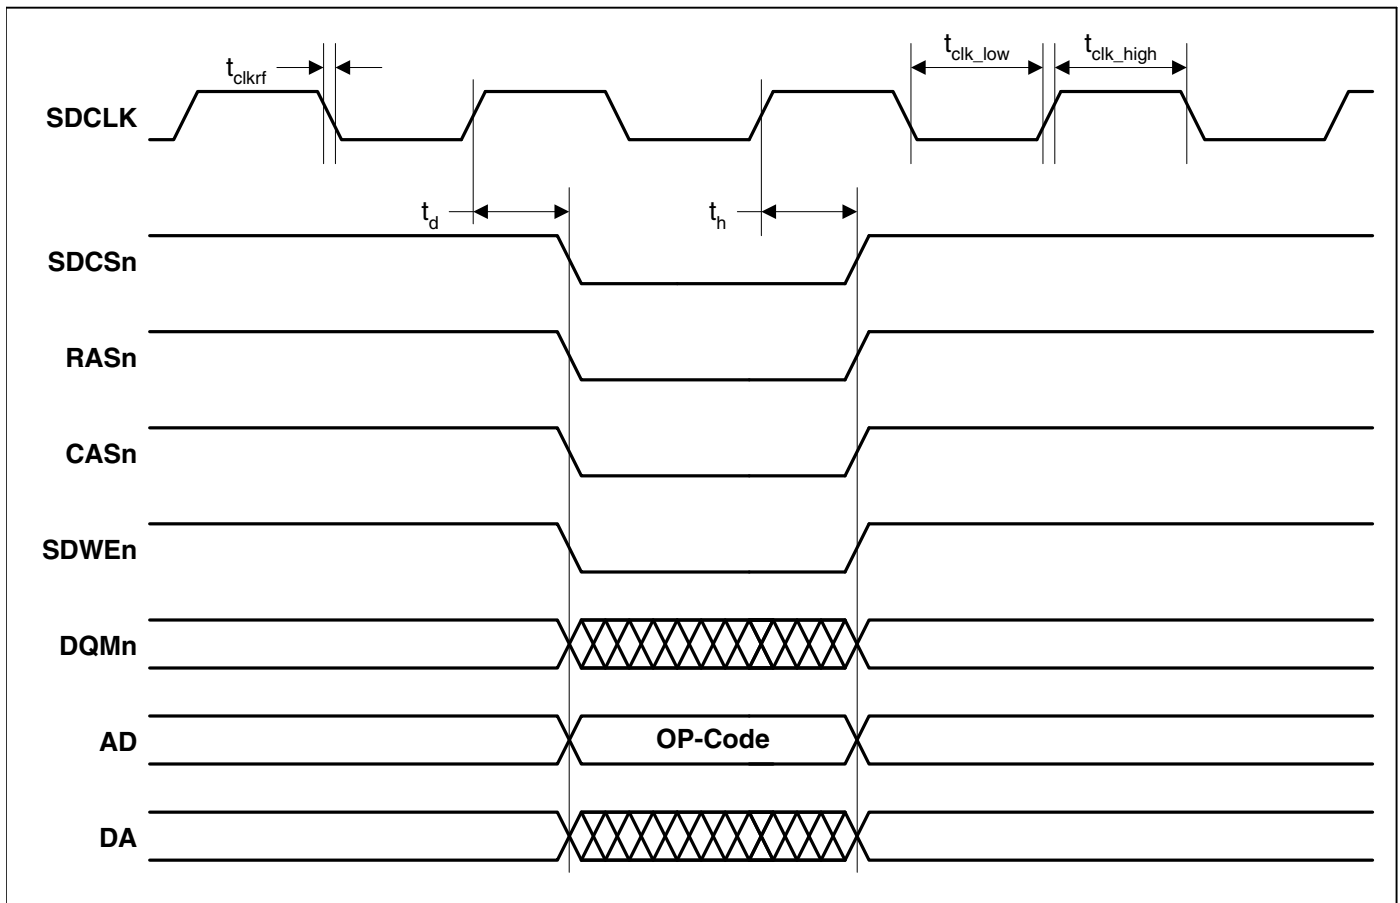 t_clkrf
t_clk_low
t_clk_high
SDCLK
t_d
t_h
SDCSn
RASn
CASn
SDWEn
DQMn
AD
OP-Code
DA